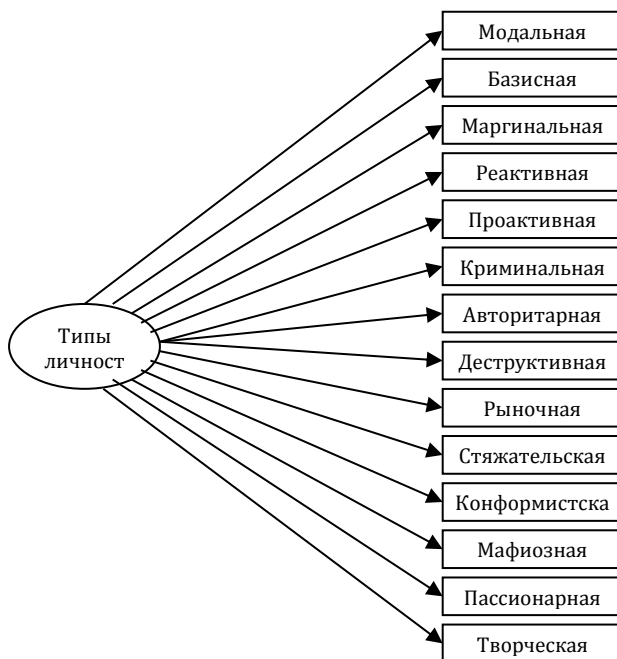 Модальная
Базисная
Маргинальная
Реактивная
Проактивная
Криминальная
Типы
личност
Авторитарная
Деструктивная
Рыночная
Стяжательская
Конформистска
Мафиозная
Пассионарная
Творческая